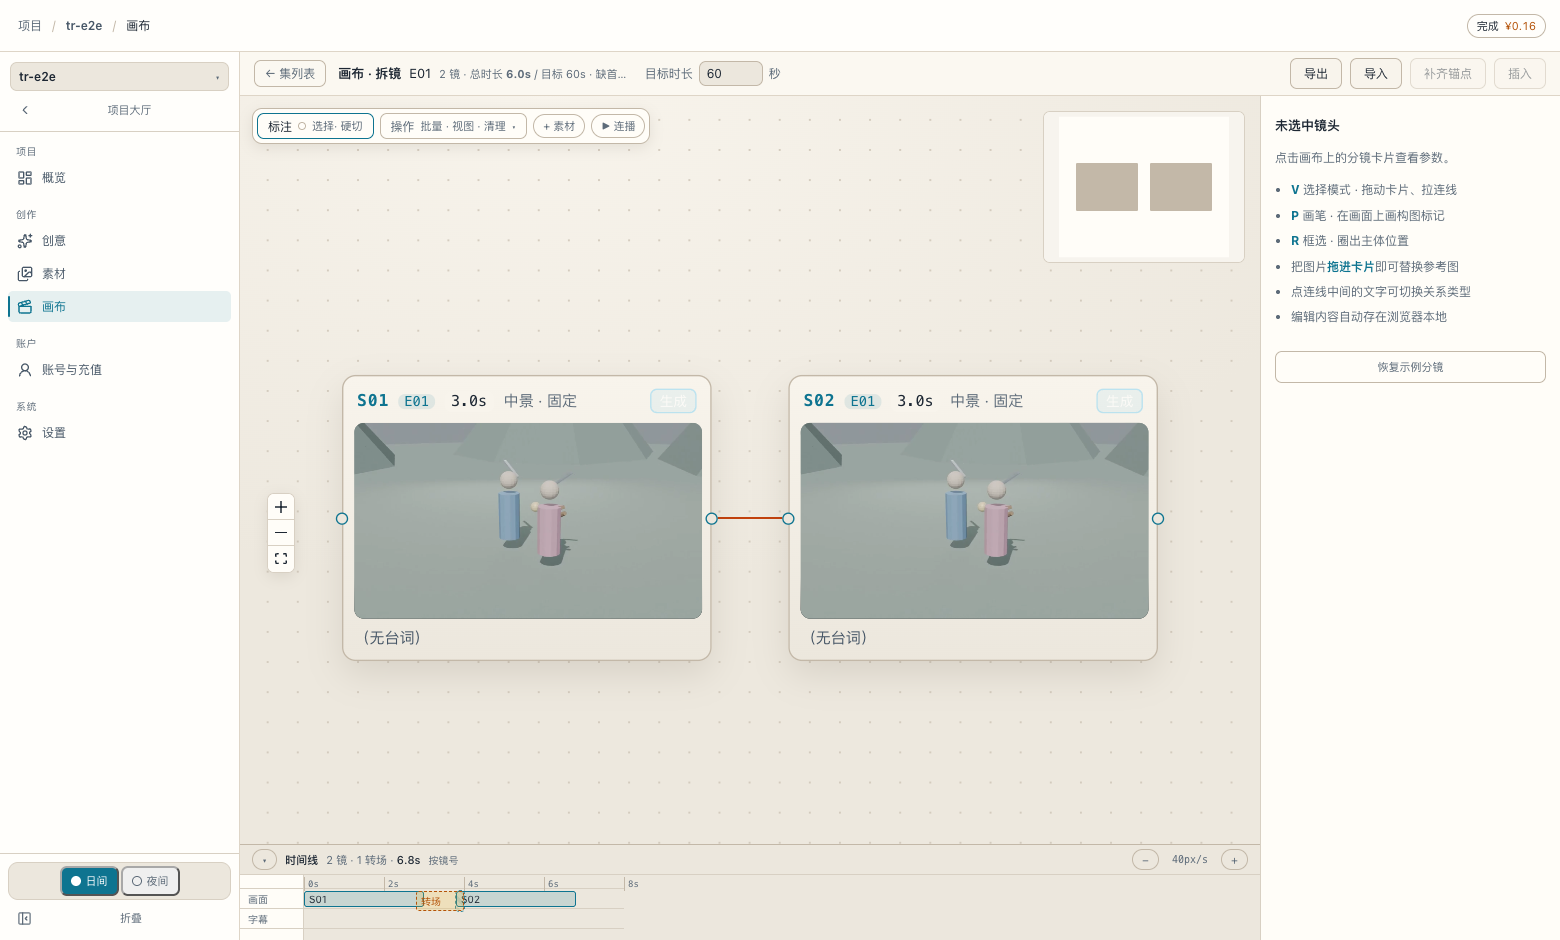 项目 / tr-e2e / 画布
完成 ¥0.16
tr-e2e
项目大厅
项目
概览
创作
创意
素材
画布
账户
账号与充值
系统
设置
日间 夜间
折叠
← 集列表 画布 · 拆镜 E01 2 镜 · 总时长 6.0s / 目标 60s · 缺首... 目标时长 60 秒
导出 导入 补齐锚点 插入
标注 选择· 硬切 操作 批量 · 视图 · 清理 + 素材 ▶ 连播
S01 E01 3.0s 中景 · 固定 生成
(无台词)
S02 E01 3.0s 中景 · 固定 生成
(无台词)
未选中镜头
点击画布上的分镜卡片查看参数。
V 选择模式 · 拖动卡片、拉连线
P 画笔 · 在画面上画构图标记
R 框选 · 圈出主体位置
把图片拖进卡片即可替换参考图
点连线中间的文字可切换关系类型
编辑内容自动存在浏览器本地
恢复示例分镜
时间线 2 镜 · 1 转场 · 6.8s 按镜号
− 40px/s +
0s 2s 4s 6s 8s
画面 S01 转场 S02
字幕